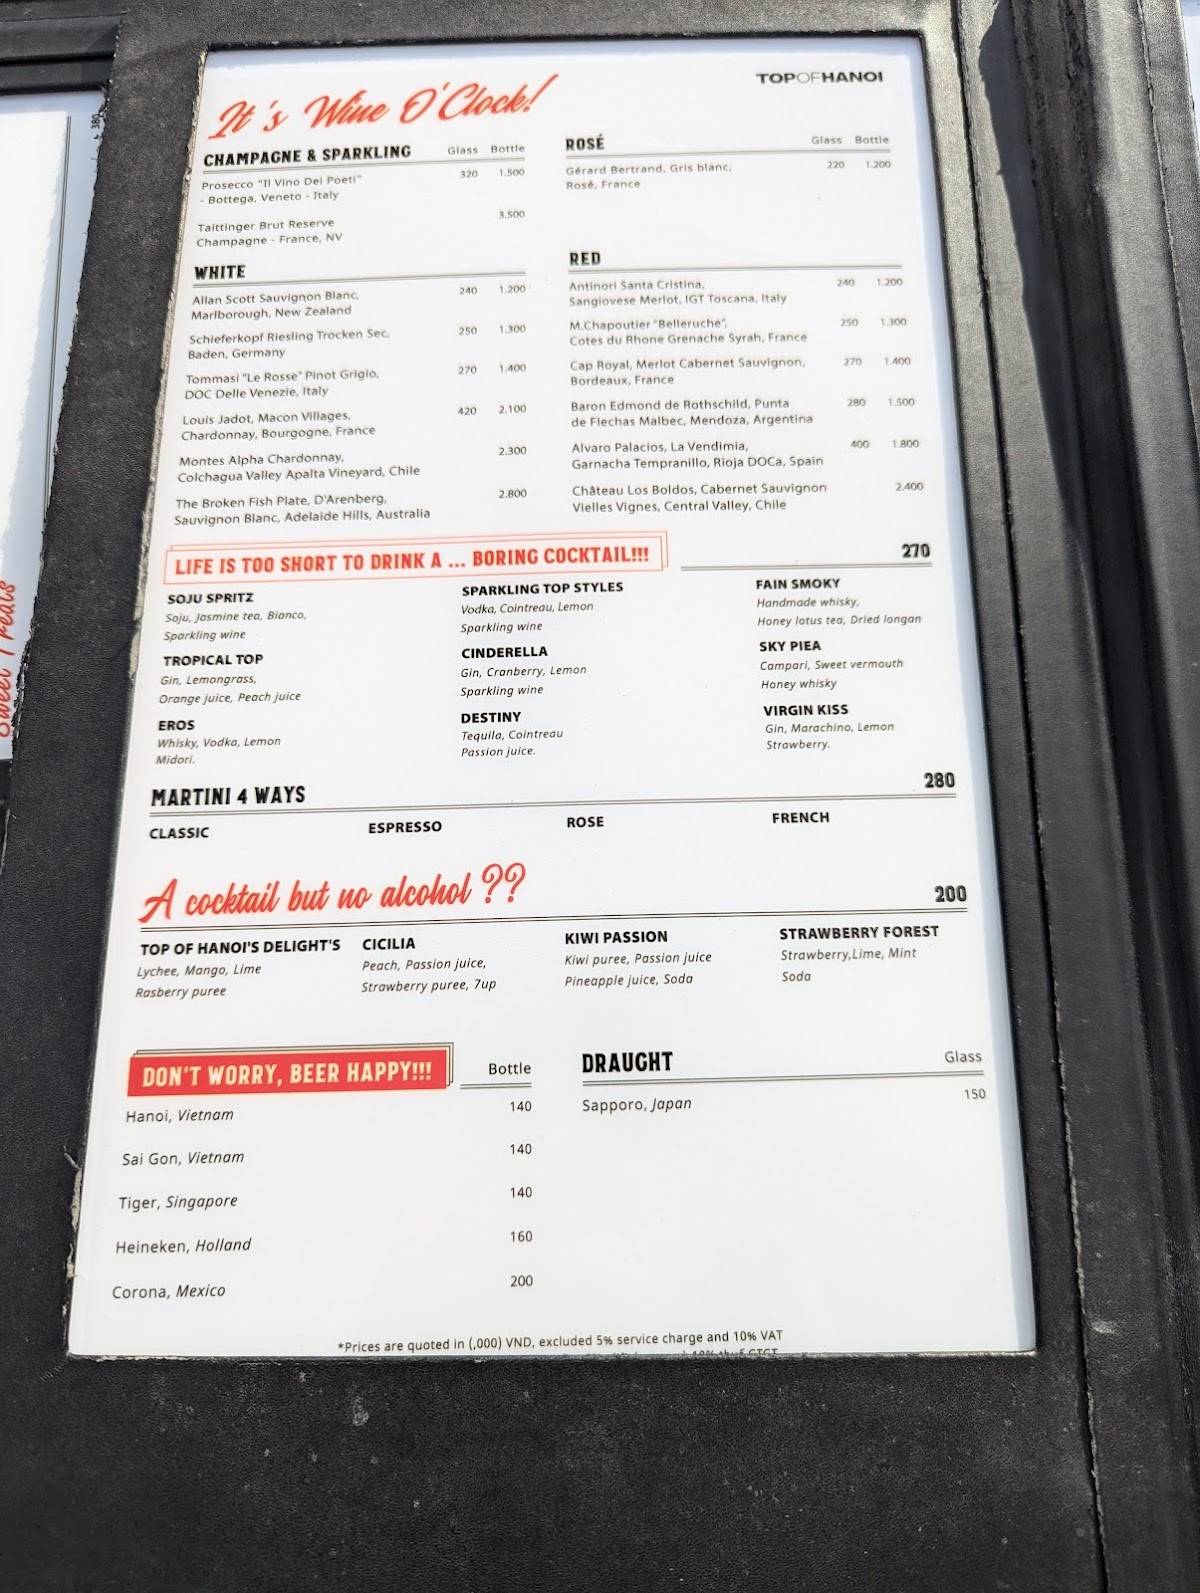 It's Wine O'Clock!
TOPOFHANOI
CHAMPAGNE & SPARKLING Glass Bottle
Prosecco "Il Vino Dei Poeti" 320 1.500
- Bottega, Veneto - Italy
Taittinger Brut Reserve 3.500
Champagne - France, NV
ROSÉ Glass Bottle
Gérard Bertrand, Gris blanc, 220 1.200
Rosé, France
WHITE
Allan Scott Sauvignon Blanc, 240 1.200
Marlborough, New Zealand
Schieferkopf Riesling Trocken Sec, 250 1.300
Baden, Germany
Tommasi "Le Rosse" Pinot Grigio, 270 1.400
DOC Delle Venezie, Italy
Louis Jadot, Macon Villages, 420 2.100
Chardonnay, Bourgogne, France
Montes Alpha Chardonnay, 2.300
Colchagua Valley Apalta Vineyard, Chile
The Broken Fish Plate, D'Arenberg, 2.800
Sauvignon Blanc, Adelaide Hills, Australia
RED
Antinori Santa Cristina, 240 1.200
Sangiovese Merlot, IGT Toscana, Italy
M.Chapoutier "Belleruche", 250 1.300
Cotes du Rhone Grenache Syrah, France
Cap Royal, Merlot Cabernet Sauvignon, 270 1.400
Bordeaux, France
Baron Edmond de Rothschild, Punta 280 1.500
de Flechas Malbec, Mendoza, Argentina
Alvaro Palacios, La Vendimia, 400 1.800
Garnacha Tempranillo, Rioja DOCa, Spain
Château Los Boldos, Cabernet Sauvignon 2.400
Vielles Vignes, Central Valley, Chile
LIFE IS TOO SHORT TO DRINK A ... BORING COCKTAIL!!! 270
SOJU SPRITZ
Soju, Jasmine tea, Bianco,
Sparkling wine
TROPICAL TOP
Gin, Lemongrass,
Orange juice, Peach juice
EROS
Whisky, Vodka, Lemon
Midori.
SPARKLING TOP STYLES
Vodka, Cointreau, Lemon
Sparkling wine
CINDERELLA
Gin, Cranberry, Lemon
Sparkling wine
DESTINY
Tequila, Cointreau
Passion juice.
FAIN SMOKY
Handmade whisky,
Honey lotus tea, Dried longan
SKY PIEA
Campari, Sweet vermouth
Honey whisky
VIRGIN KISS
Gin, Marachino, Lemon
Strawberry.
MARTINI 4 WAYS 280
CLASSIC ESPRESSO ROSE FRENCH
A cocktail but no alcohol ?? 200
TOP OF HANOI'S DELIGHT'S
Lychee, Mango, Lime
Rasberry puree
CICILIA
Peach, Passion juice,
Strawberry puree, 7up
KIWI PASSION
Kiwi puree, Passion juice
Pineapple juice, Soda
STRAWBERRY FOREST
Strawberry,Lime, Mint
Soda
DON'T WORRY, BEER HAPPY!!! Bottle
Hanoi, Vietnam 140
Sai Gon, Vietnam 140
Tiger, Singapore 140
Heineken, Holland 160
Corona, Mexico 200
DRAUGHT Glass
Sapporo, Japan 150
*Prices are quoted in (,000) VND, excluded 5% service charge and 10% VAT
Sweet Treats
380